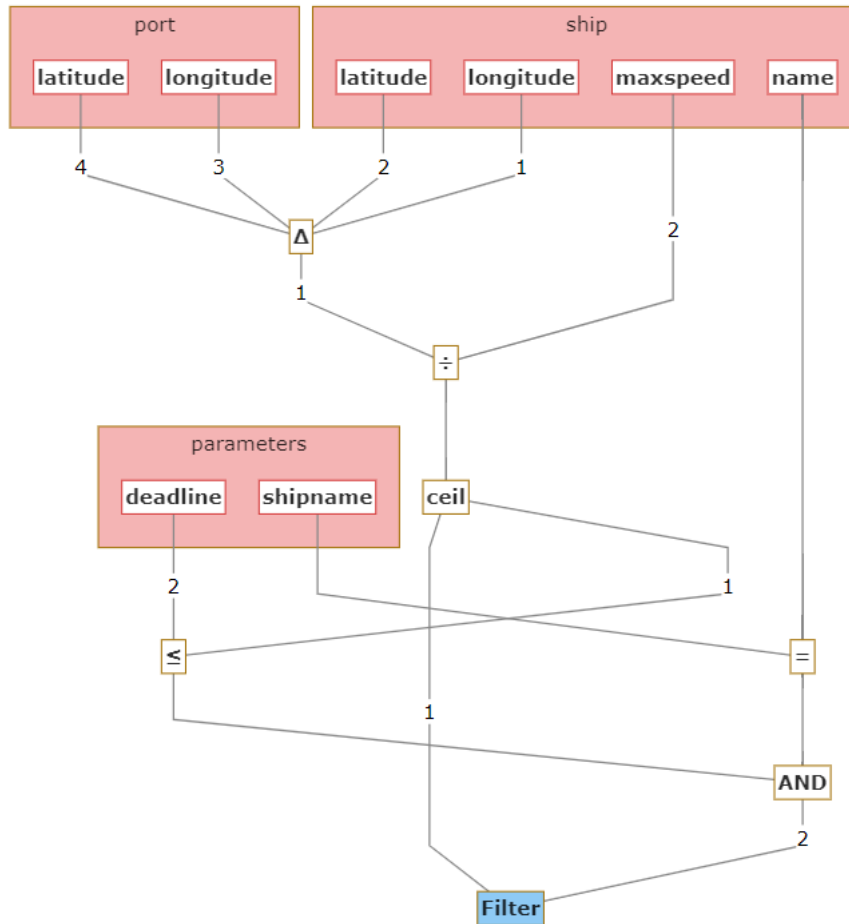 port
ship
latitude longitude
latitude longitude maxspeed name
4 3 2 1
Δ
2
1
÷
parameters
deadline shipname
ceil
2
1
≤
=
1
AND
2
Filter